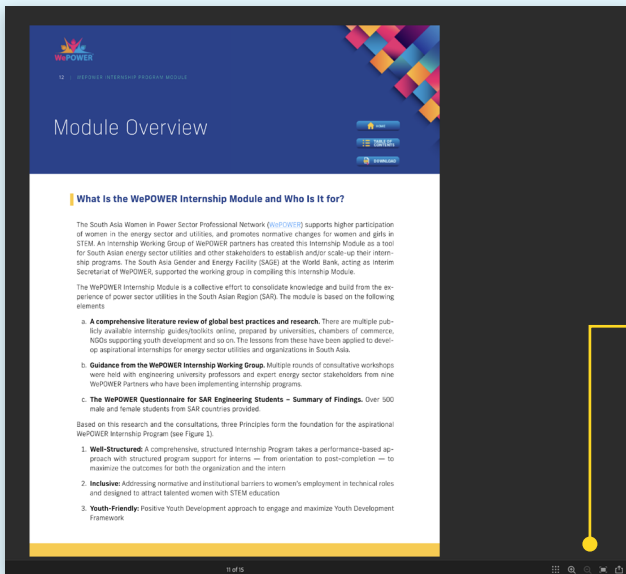 WePOWER
12 | WEPOWER INTERNSHIP PROGRAM MODULE
Module Overview
START
TABLE OF
CONTENTS
DOWNLOAD
What Is the WePOWER Internship Module and Who Is It for?
The South Asia Women in Power Sector Professional Network (WePOWER) supports higher participation
of women in the energy sector and utilities, and promotes normative changes for women and girls in
STEM. An Internship Working Group of WePOWER partners has created this Internship Module as a tool
for South Asian energy sector utilities and other stakeholders to establish and/or scale-up their intern-
ship programs. The South Asia Gender and Energy Facility (SAGE) at the World Bank, acting as interim
Secretariat of WePOWER, supported the working group in compiling this Internship Module.
The WePOWER Internship Module is a collective effort to consolidate knowledge and build from the ex-
perience of power sector utilities in the South Asian Region (SAR). The module is based on the following
elements
a. A comprehensive literature review of global best practices and research. There are multiple pub-
licly available internship guides/toolkits online, prepared by universities, chambers of commerce,
NGOs supporting youth development and so on. The lessons from these have been applied to devel-
op aspirational internships for energy sector utilities and organizations in South Asia.
b. Guidance from the WePOWER Internship Working Group. Multiple rounds of consultative workshops
were held with engineering university professors and expert energy sector stakeholders from nine
WePOWER Partners who have been implementing internship programs.
c. The WePOWER Questionnaire for SAR Engineering Students – Summary of Findings. Over 500
male and female students from SAR countries provided.
Based on this research and the consultations, three Principles form the foundation for the aspirational
WePOWER Internship Program (see Figure 1).
1. Well-Structured: A comprehensive, structured Internship Program takes a performance-based ap-
proach with structured program support for interns — from orientation to post-completion — to
maximize the outcomes for both the organization and the intern
2. Inclusive: Addressing normative and institutional barriers to women's employment in technical roles
and designed to attract talented women with STEM education
3. Youth-Friendly: Positive Youth Development approach to engage and maximize Youth Development
Framework
11 of 15